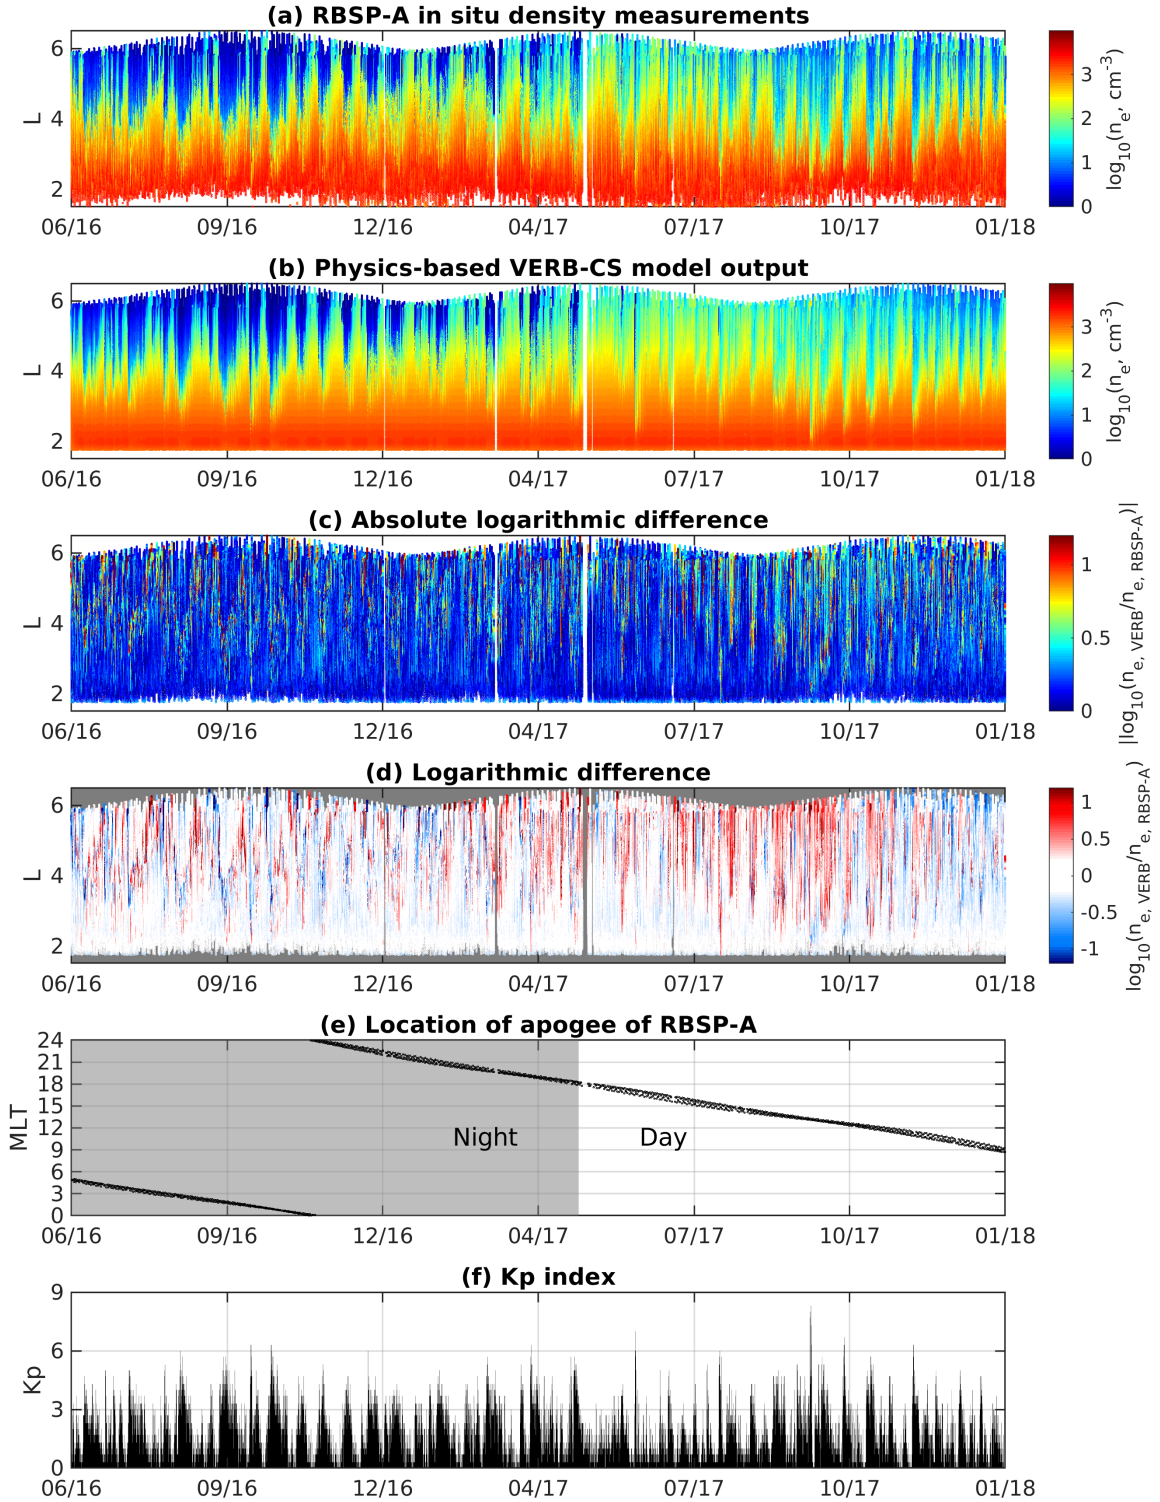 (a) RBSP-A in situ density measurements
6
4
2
L
06/16 09/16 12/16 04/17 07/17 10/17 01/18
3
2
1
0
log10(ne, cm-3)
(b) Physics-based VERB-CS model output
6
4
2
L
06/16 09/16 12/16 04/17 07/17 10/17 01/18
3
2
1
0
log10(ne, cm-3)
(c) Absolute logarithmic difference
6
4
2
L
06/16 09/16 12/16 04/17 07/17 10/17 01/18
1
0.5
0
|log10(ne, VERB/ne, RBSP-A)|
(d) Logarithmic difference
6
4
2
L
06/16 09/16 12/16 04/17 07/17 10/17 01/18
1
0.5
0
-0.5
-1
log10(ne, VERB/ne, RBSP-A)
(e) Location of apogee of RBSP-A
24
21
18
15
12
9
6
3
0
MLT
Night Day
06/16 09/16 12/16 04/17 07/17 10/17 01/18
(f) Kp index
9
6
3
0
Kp
06/16 09/16 12/16 04/17 07/17 10/17 01/18